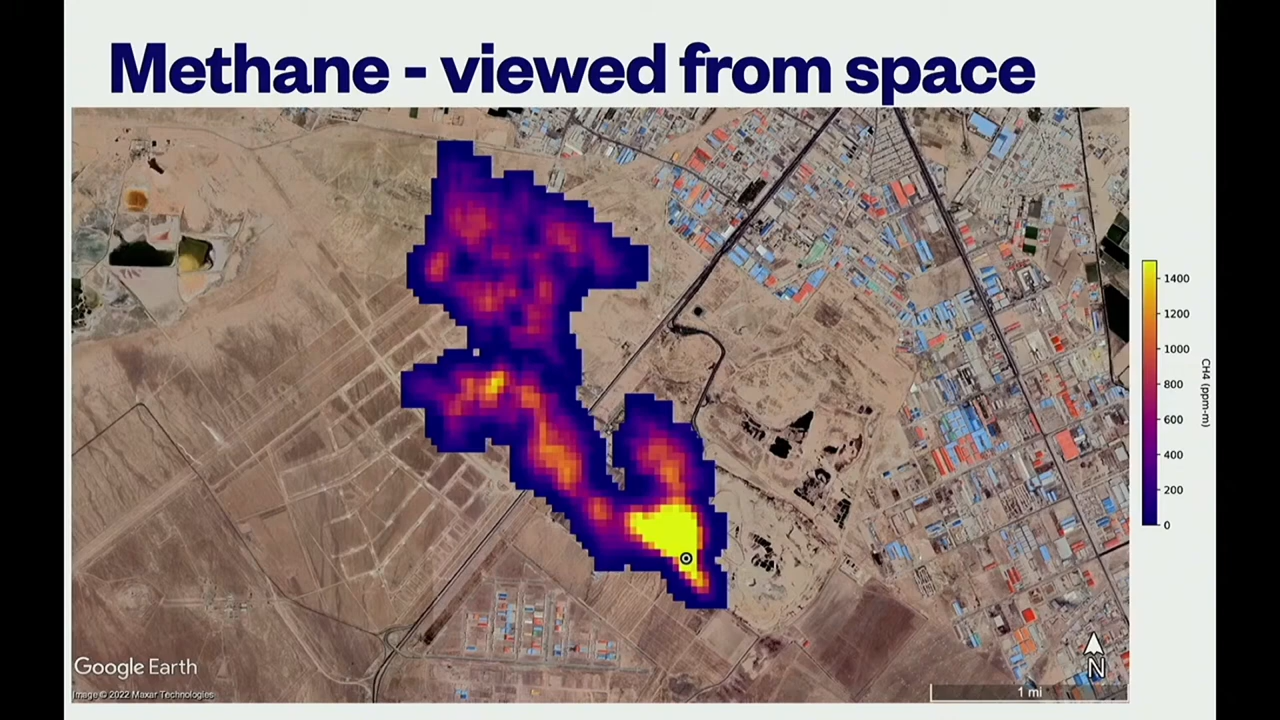 Methane - viewed from space
1400
1200
1000
800
600
400
200
0
CH4 (ppm-m)
N
1 mi
Google Earth
Image © 2022 Maxar Technologies